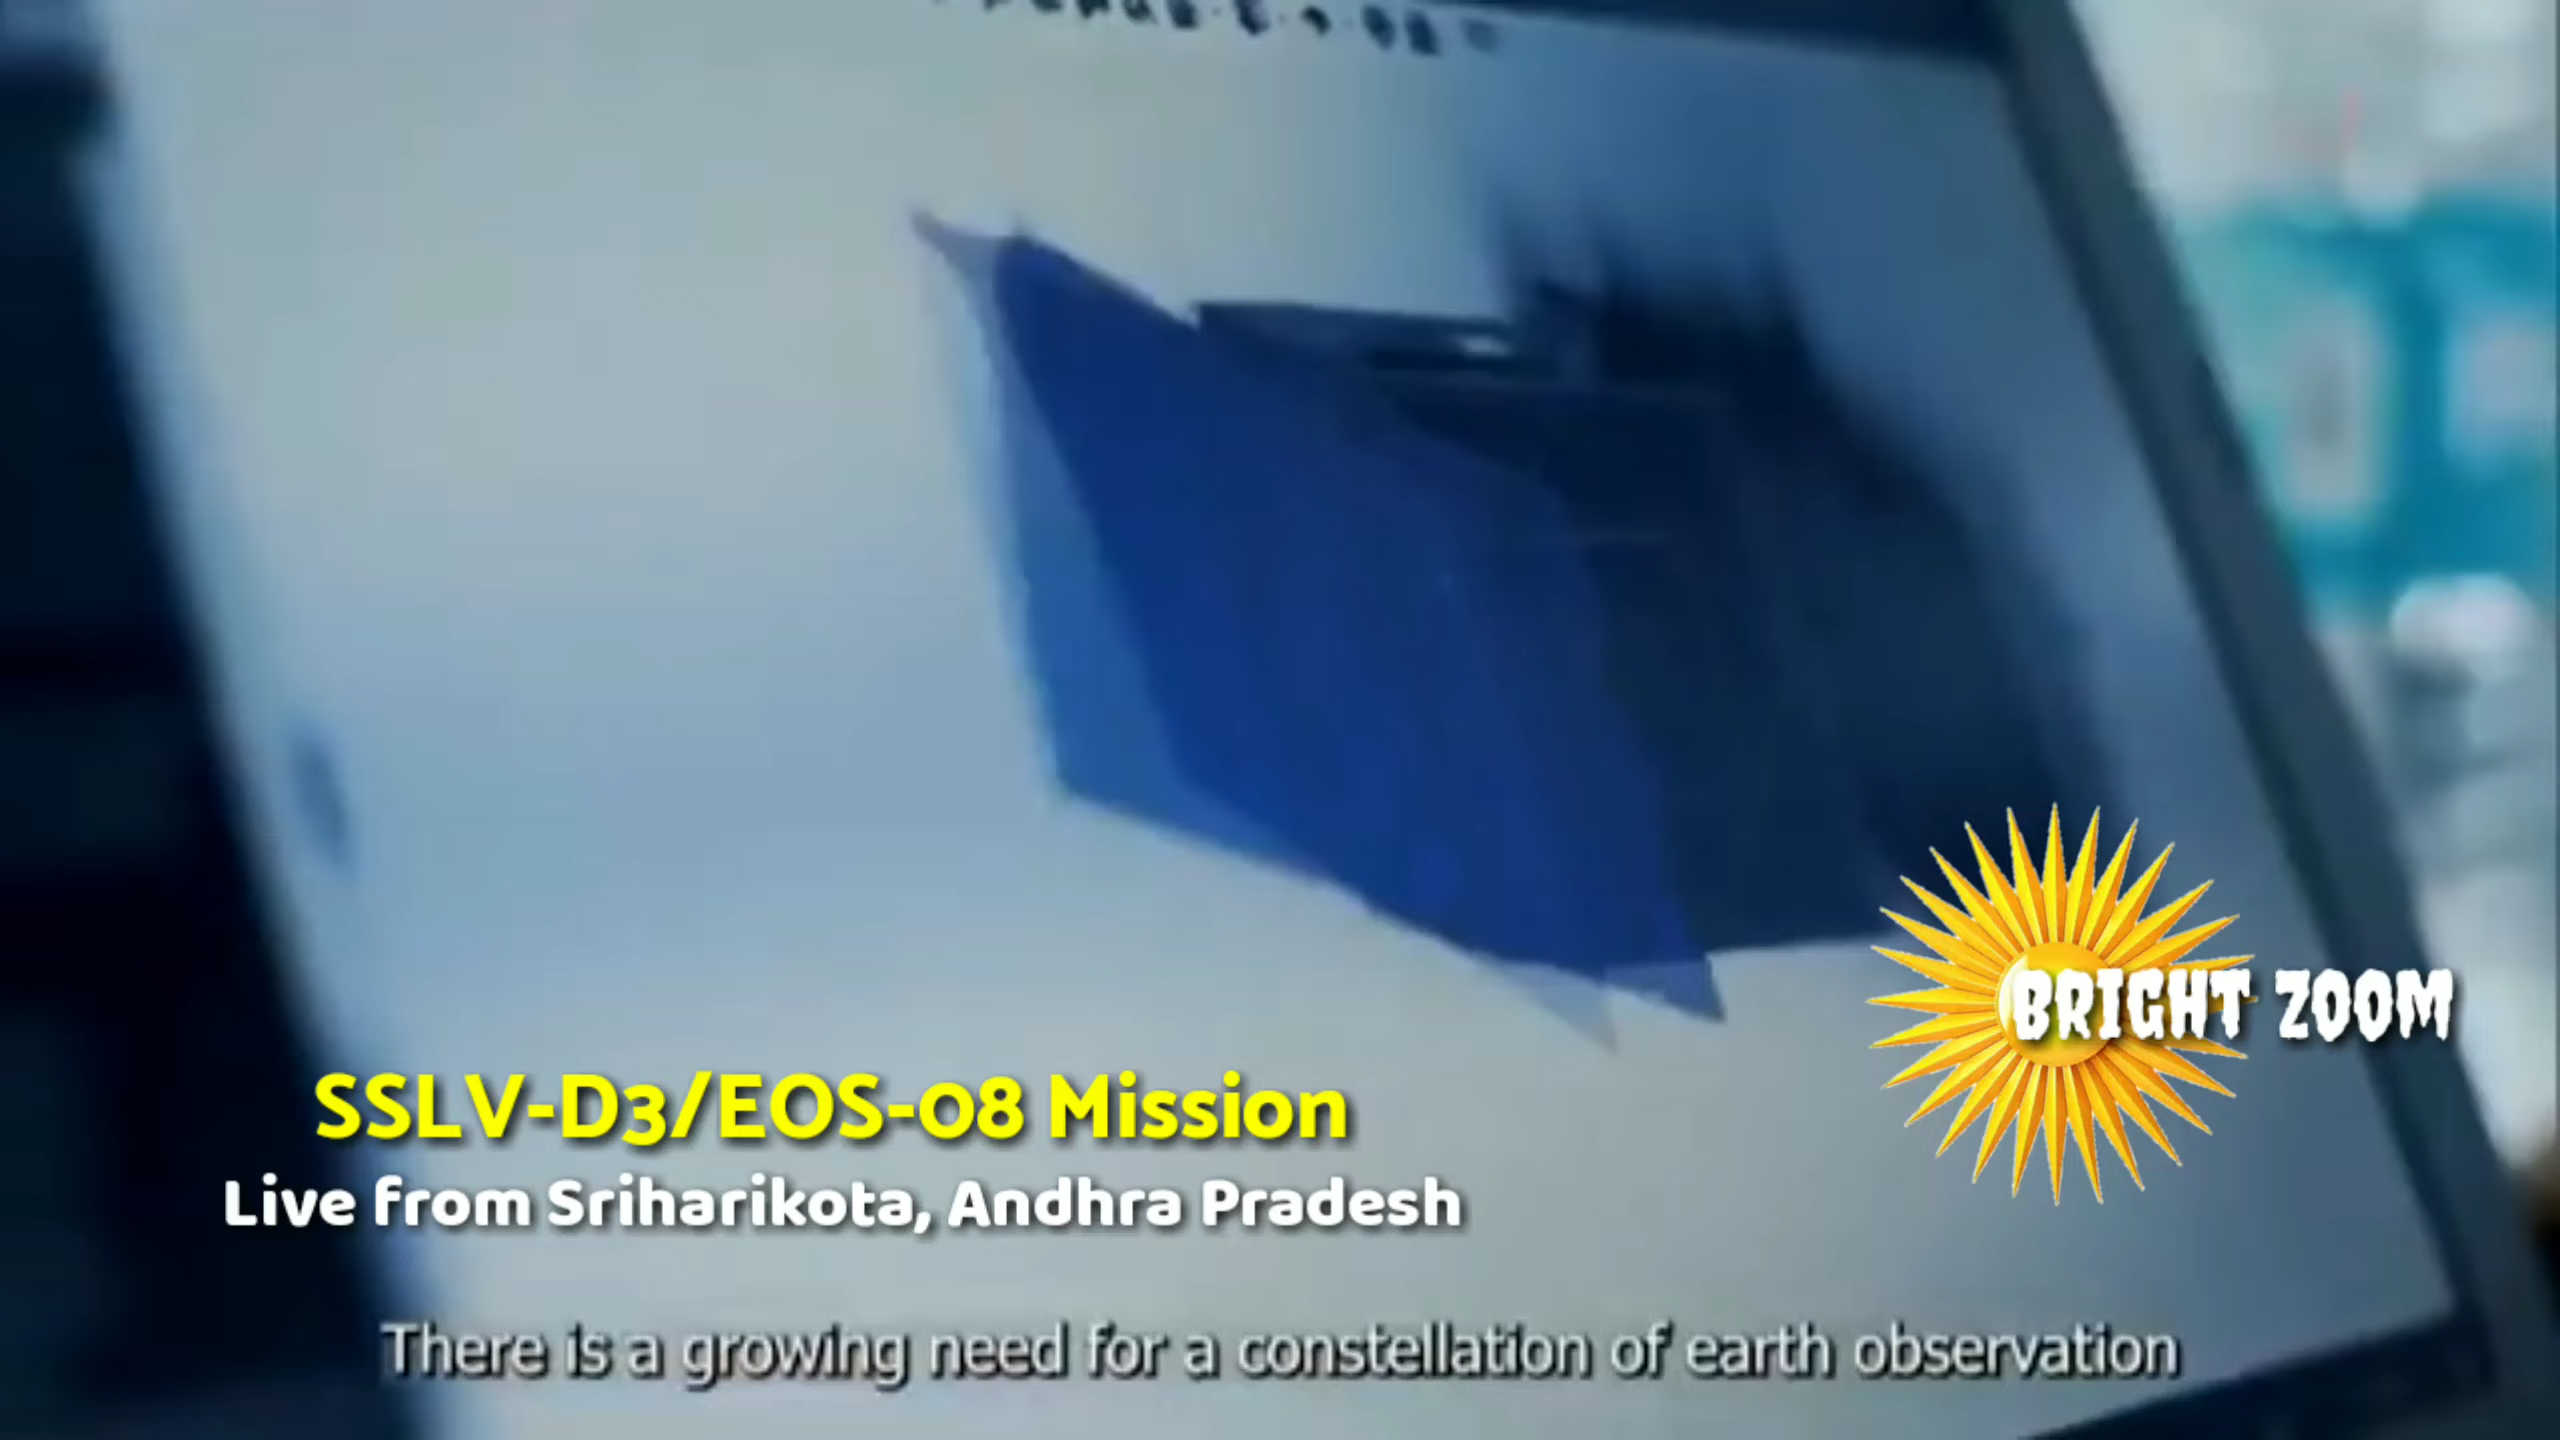 BRIGHT ZOOM
SSLV-D3/EOS-08 Mission
Live from Sriharikota, Andhra Pradesh
There is a growing need for a constellation of earth observation